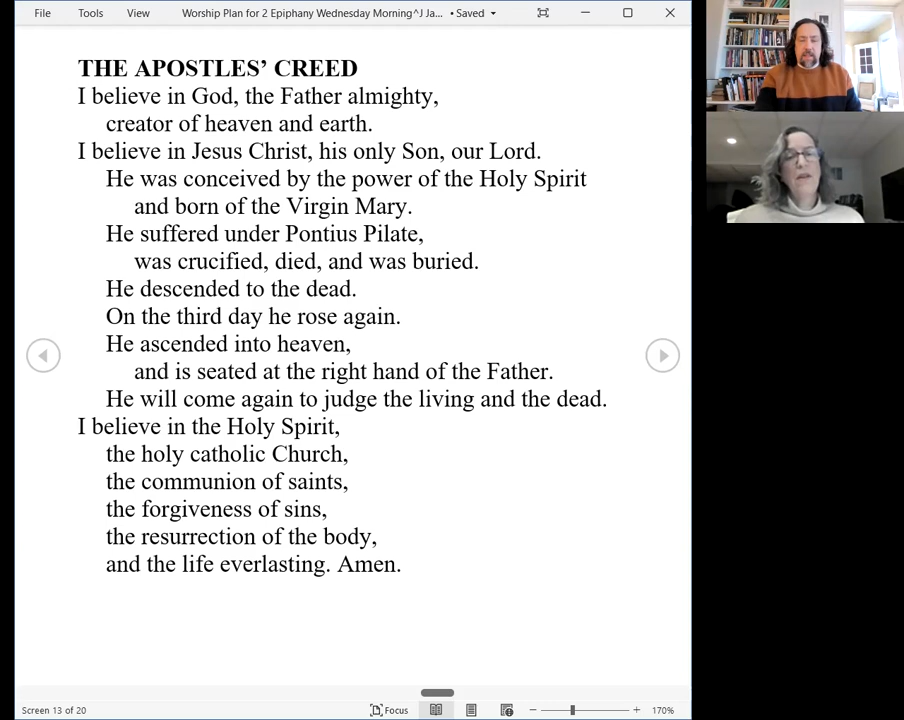 File Tools View Worship Plan for 2 Epiphany Wednesday Morning^J Ja... • Saved
THE APOSTLES’ CREED
I believe in God, the Father almighty,
creator of heaven and earth.
I believe in Jesus Christ, his only Son, our Lord.
He was conceived by the power of the Holy Spirit
and born of the Virgin Mary.
He suffered under Pontius Pilate,
was crucified, died, and was buried.
He descended to the dead.
On the third day he rose again.
He ascended into heaven,
and is seated at the right hand of the Father.
He will come again to judge the living and the dead.
I believe in the Holy Spirit,
the holy catholic Church,
the communion of saints,
the forgiveness of sins,
the resurrection of the body,
and the life everlasting. Amen.
Screen 13 of 20 Focus 170%